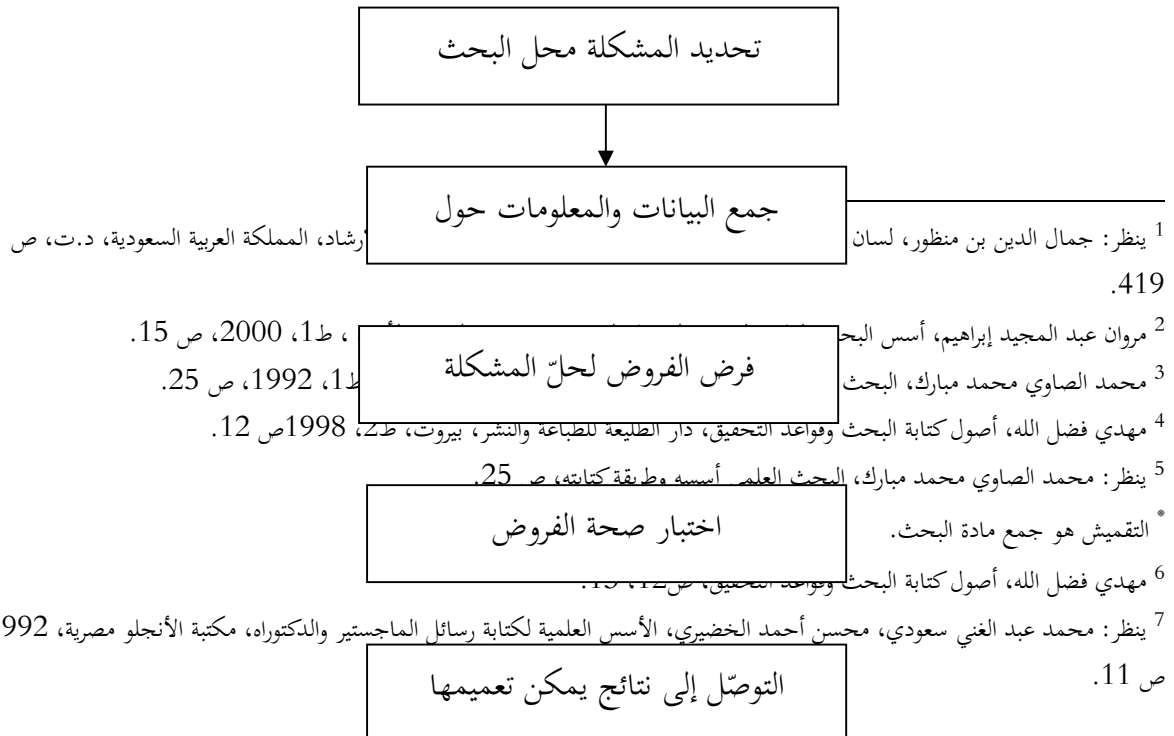 تحديد المشكلة محل البحث
جمع البيانات والمعلومات حول
1 ينظر: جمال الدين بن منظور، لسان رشاد، المملكة العربية السعودية، د.ت، ص
419.
فرض الفروض لحلّ المشكلة
2 مروان عبد المجيد إبراهيم، أسس ، ط1، 2000، ص 15.
3 محمد الصاوي محمد مبارك، البحث ط1، 1992، ص 25.
4 مهدي فضل الله، أصول كتابة البحث وقواعد التحقيق، دار الطليعة للطباعة والنشر، بيروت، ط2، 1998ص 12.
5 ينظر: محمد الصاوي محمد مبارك، البحث العلمي أسسه وطريقة كتابته، ص 25.
اختبار صحة الفروض
* التقميش هو جمع مادة البحث.
6 مهدي فضل الله، أصول كتابة البحث وقواعد التحقيق، ص12، 13.
7 ينظر: محمد عبد الغني سعودي، محسن أحمد الخضيري، الأسس العلمية لكتابة رسائل الماجستير والدكتوراه، مكتبة الأنجلو مصرية، 992
ص 11.
التوصّل إلى نتائج يمكن تعميمها